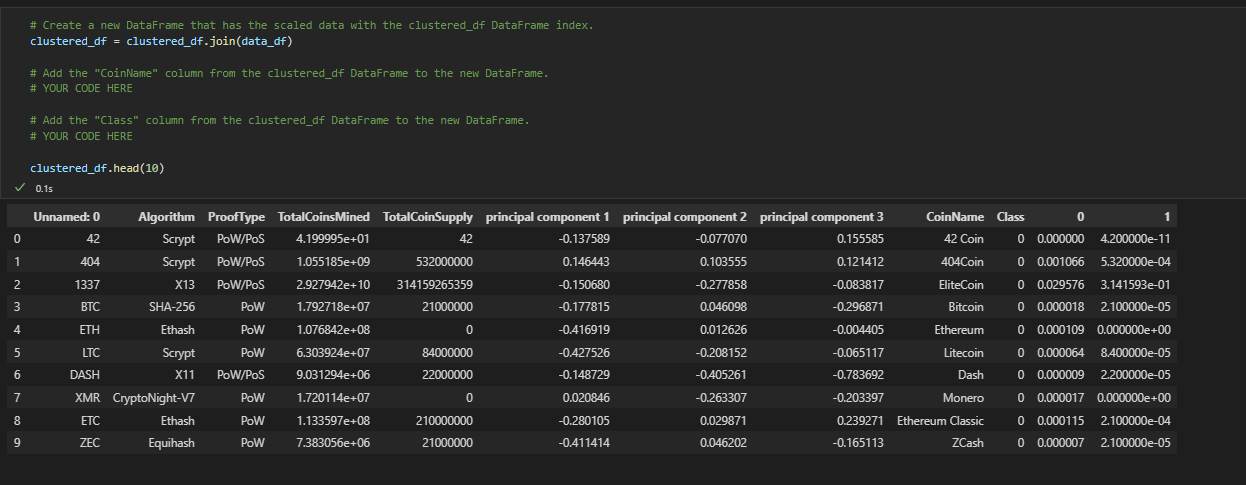 # Create a new DataFrame that has the scaled data with the clustered_df DataFrame index.
clustered_df = clustered_df.join(data_df)
# Add the "CoinName" column from the clustered_df DataFrame to the new DataFrame.
# YOUR CODE HERE
# Add the "Class" column from the clustered_df DataFrame to the new DataFrame.
# YOUR CODE HERE
clustered_df.head(10)
✓ 0.1s
Unnamed: 0 Algorithm ProofType TotalCoinsMined TotalCoinSupply principal component 1 principal component 2 principal component 3 CoinName Class 0 1
0 42 Scrypt PoW/PoS 4.199995e+01 42 -0.137589 -0.077070 0.155585 42 Coin 0 0.000000 4.200000e-11
1 404 Scrypt PoW/PoS 1.055185e+09 532000000 0.146443 0.103555 0.121412 404Coin 0 0.001066 5.320000e-04
2 1337 X13 PoW/PoS 2.927942e+10 314159265359 -0.150680 -0.277858 -0.083817 EliteCoin 0 0.029576 3.141593e-01
3 BTC SHA-256 PoW 1.792718e+07 21000000 -0.177815 0.046098 -0.296871 Bitcoin 0 0.000018 2.100000e-05
4 ETH Ethash PoW 1.076842e+08 0 -0.416919 0.012626 -0.004405 Ethereum 0 0.000109 0.000000e+00
5 LTC Scrypt PoW 6.303924e+07 84000000 -0.427526 -0.208152 -0.065117 Litecoin 0 0.000064 8.400000e-05
6 DASH X11 PoW/PoS 9.031294e+06 22000000 -0.148729 -0.405261 -0.783692 Dash 0 0.000009 2.200000e-05
7 XMR CryptoNight-V7 PoW 1.720114e+07 0 0.020846 -0.263307 -0.203397 Monero 0 0.000017 0.000000e+00
8 ETC Ethash PoW 1.133597e+08 210000000 -0.280105 0.029871 0.239271 Ethereum Classic 0 0.000115 2.100000e-04
9 ZEC Equihash PoW 7.383056e+06 21000000 -0.411414 0.046202 -0.165113 ZCash 0 0.000007 2.100000e-05